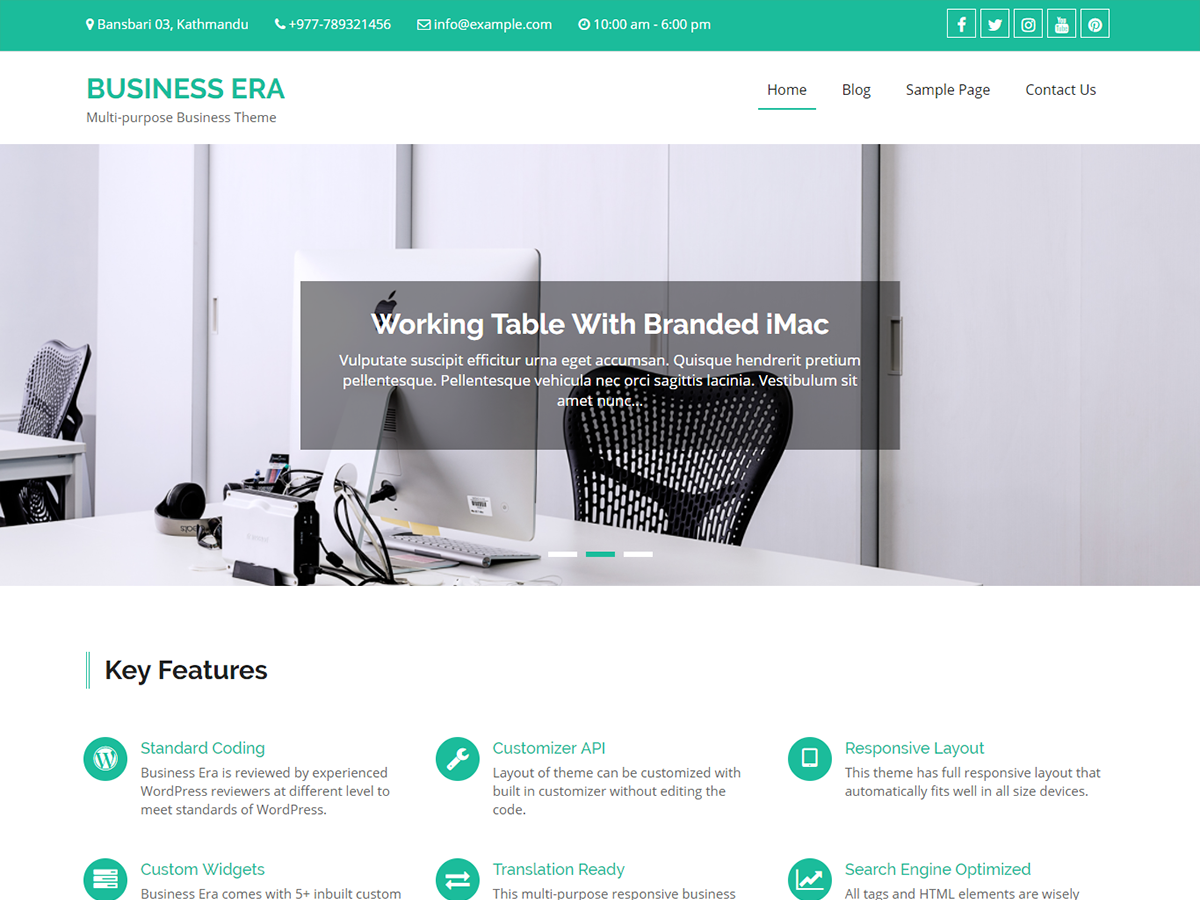 Bansbari 03, Kathmandu +977-789321456 info@example.com 10:00 am - 6:00 pm
BUSINESS ERA
Multi-purpose Business Theme
Home Blog Sample Page Contact Us
Working Table With Branded iMac
Vulputate suscipit efficitur urna eget accumsan. Quisque hendrerit pretium
pellentesque. Pellentesque vehicula nec orci sagittis lacinia. Vestibulum sit
amet nunc...
Key Features
Standard Coding
Business Era is reviewed by experienced
WordPress reviewers at different level to
meet standards of WordPress.
Customizer API
Layout of theme can be customized with
built in customizer without editing the
code.
Responsive Layout
This theme has full responsive layout that
automatically fits well in all size devices.
Custom Widgets
Business Era comes with 5+ inbuilt custom
Translation Ready
This multi-purpose responsive business
Search Engine Optimized
All tags and HTML elements are wisely